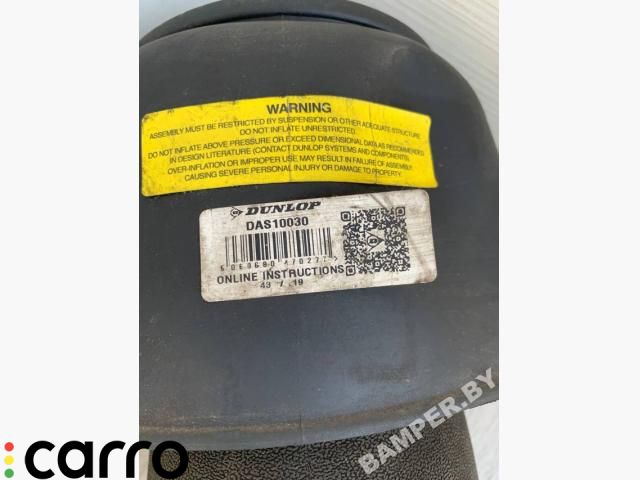 WARNING
ASSEMBLY MUST BE RESTRICTED BY SUSPENSION OR OTHER ADEQUATE STRUCTURE
DO NOT INFLATE UNRESTRICTED.
DO NOT INFLATE ABOVE PRESSURE OR EXCEED DIMENSIONAL DATA AS RECOMMENDED
IN DESIGN LITERATURE (CONTACT DUNLOP SYSTEMS AND COMPONENTS)
OVER-INFLATION OR IMPROPER USE MAY RESULT IN FAILURE OF ASSEMBLY,
CAUSING SEVERE PERSONAL INJURY OR DAMAGE TO PROPERTY.
DUNLOP
DAS10030
ONLINE INSTRUCTIONS
43 / 19
BAMPER.BY
carro